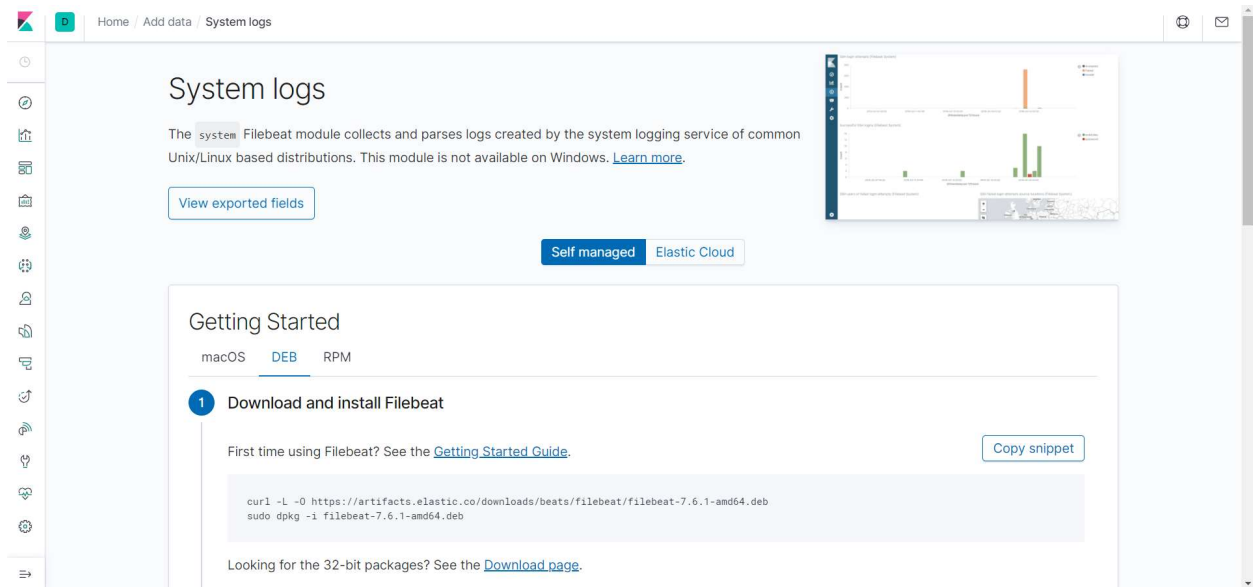 D
Home / Add data / System logs
System logs
The system Filebeat module collects and parses logs created by the system logging service of common
Unix/Linux based distributions. This module is not available on Windows. Learn more.
View exported fields
Self managed
Elastic Cloud
Getting Started
macOS DEB RPM
1 Download and install Filebeat
First time using Filebeat? See the Getting Started Guide.
Copy snippet
curl -L -O https://artifacts.elastic.co/downloads/beats/filebeat/filebeat-7.6.1-amd64.deb
sudo dpkg -i filebeat-7.6.1-amd64.deb
Looking for the 32-bit packages? See the Download page.